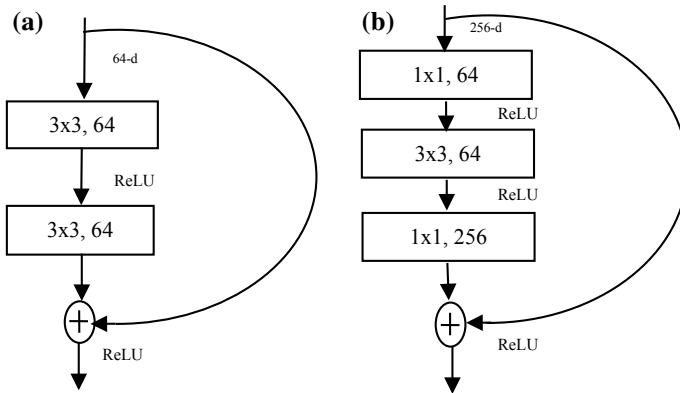 (a)
64-d
3x3, 64
ReLU
3x3, 64
ReLU
(b)
256-d
1x1, 64
ReLU
3x3, 64
ReLU
1x1, 256
ReLU